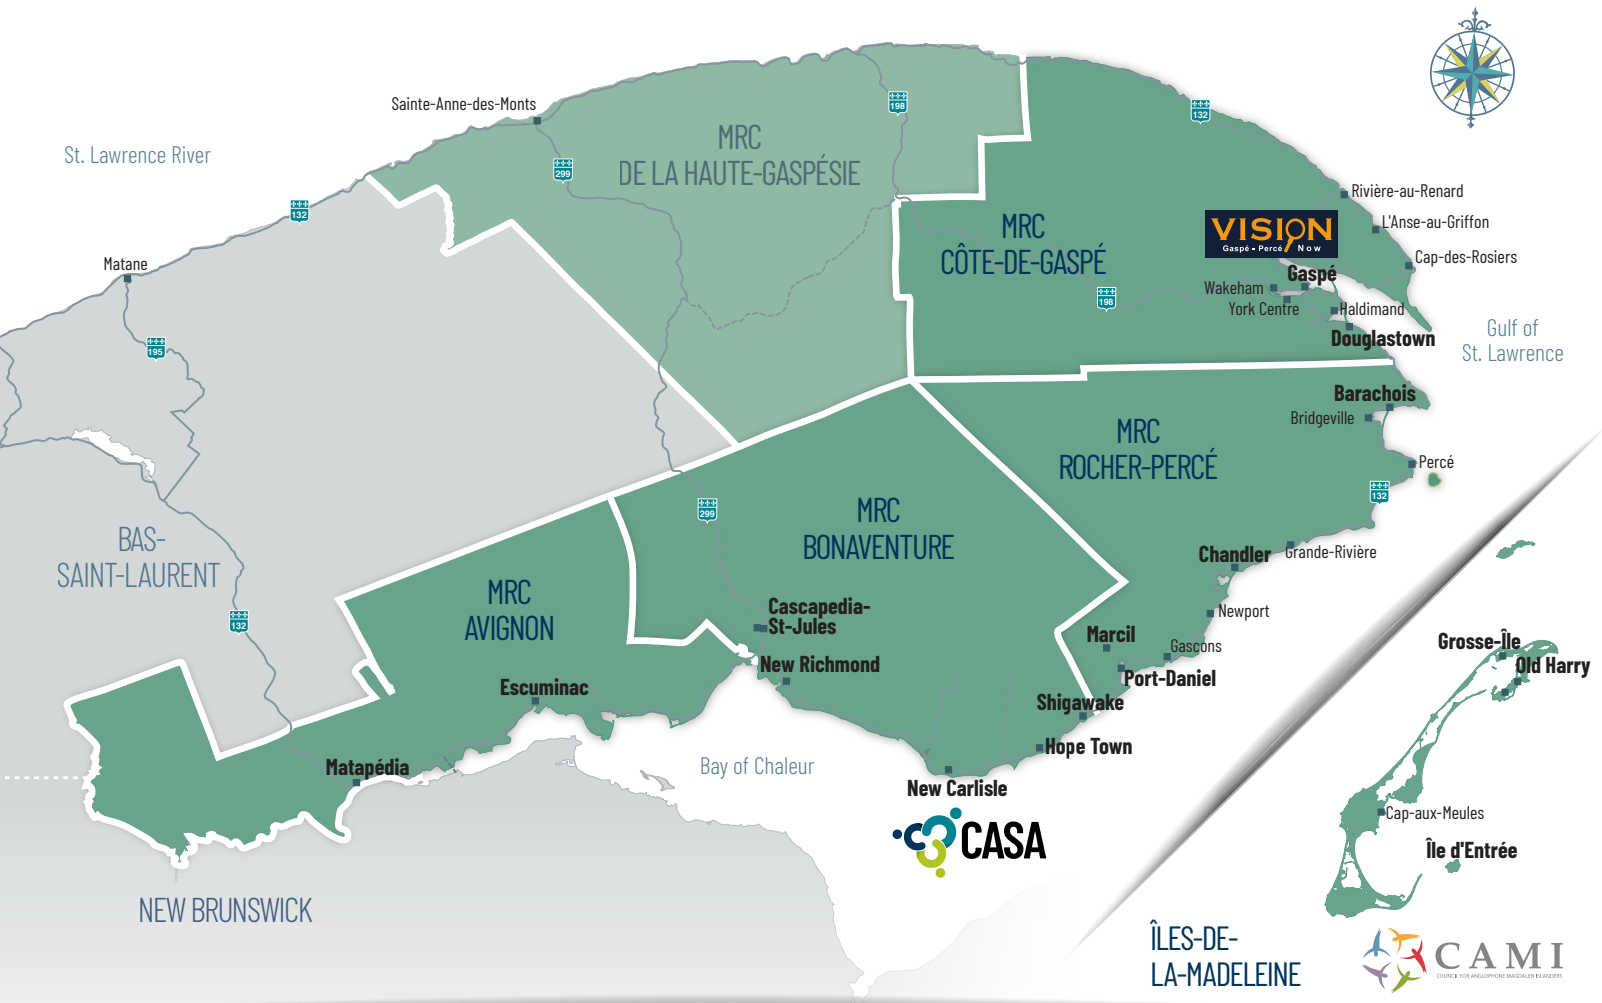 Sainte-Anne-des-Monts
198
132
MRC
DE LA HAUTE-GASPÉSIE
St. Lawrence River
299
132
Rivière-au-Renard
L'Anse-au-Griffon
MRC
CÔTE-DE-GASPÉ
VISION
Gaspé - Percé Now
Cap-des-Rosiers
Matane
Gaspé
Wakeham
198
York Centre
Haldimand
Douglastown
Gulf of
St. Lawrence
195
Barachois
Bridgeville
MRC
ROCHER-PERCÉ
Percé
132
299
MRC
BONAVENTURE
BAS-
SAINT-LAURENT
Chandler
Grande-Rivière
MRC
AVIGNON
132
Cascapedia-
St-Jules
Newport
Marcil
Gascons
Grosse-Île
Old Harry
New Richmond
Port-Daniel
Escuminac
Shigawake
Hope Town
Matapédia
Bay of Chaleur
New Carlisle
Cap-aux-Meules
CASA
Île d'Entrée
NEW BRUNSWICK
ÎLES-DE-
LA-MADELEINE
CAMI
COUNCIL FOR ANGLOPHONE MAGDALEN ISLANDERS